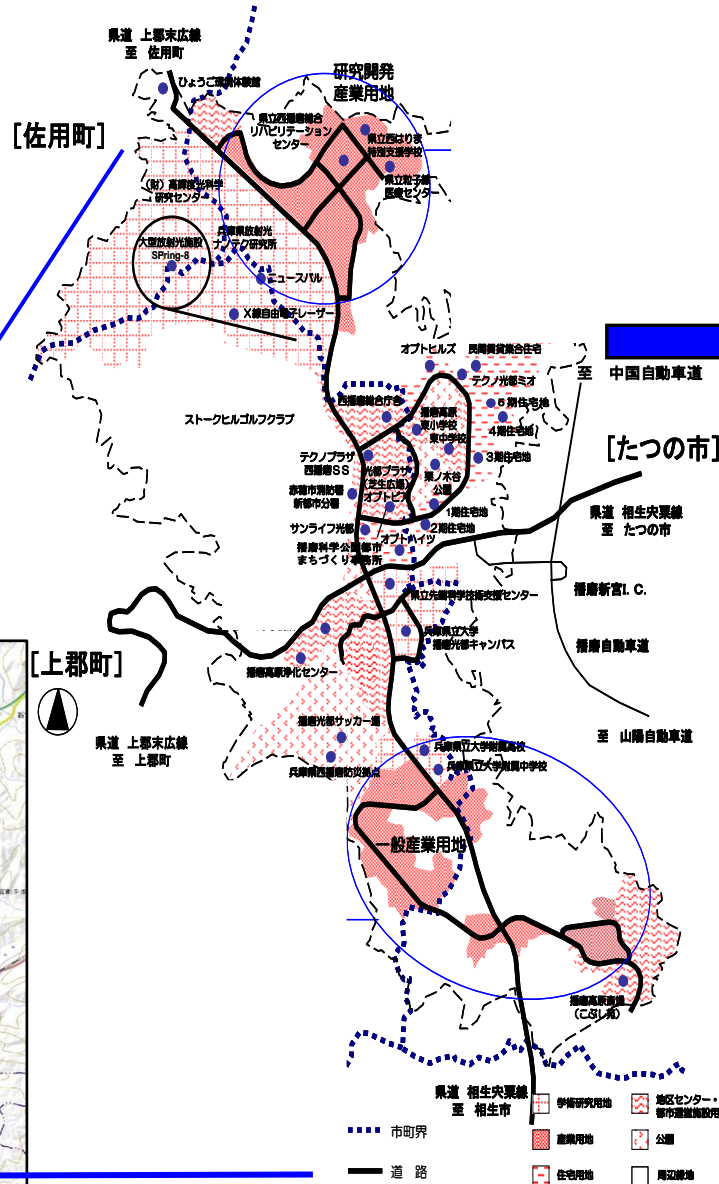 県道 上郡末広線
至 佐用町
ひょうご環境体験館
研究開発
産業用地
[佐用町]
県立西播磨総合
リハビリテーション
センター
県立西はりま
特別支援学校
県立粒子線
医療センター
(財)高輝度光科学
研究センター
兵庫県放射光
ナノテク研究所
大型放射光施設
SPring-8
ニュースバル
X線自由電子レーザー
オプトヒルズ
民間賃貸集合住宅
テクノ光都ミオ
至 中国自動車道
西播磨総合庁舎
播磨高原
東小学校
東中学校
5期住宅地
4期住宅地
ストークヒルゴルフクラブ
テクノプラザ
西播磨SS
光都プラザ
(芝生広場)
オプトピア
栗ノ木谷
公園
3期住宅地
[たつの市]
赤穂市消防署
新都市分署
1期住宅地
2期住宅地
サンライフ光都
オプトハイツ
県道 相生宍粟線
至 たつの市
播磨科学公園都市
まちづくり事務所
県立先端科学技術支援センター
播磨新宮I.C.
兵庫県立大学
播磨光都キャンパス
播磨自動車道
[上郡町]
播磨高原浄化センター
播磨光都サッカー場
県道 上郡末広線
至 上郡町
至 山陽自動車道
兵庫県西播磨防災拠点
兵庫県立大学附属高校
兵庫県立大学附属中学校
一般産業用地
播磨高原斎場
(こぶし苑)
県道 相生宍粟線
至 相生市
市町界
道 路
学術研究用地
産業用地
住宅用地
地区センター・
都市運営施設用
公園
周辺緑地